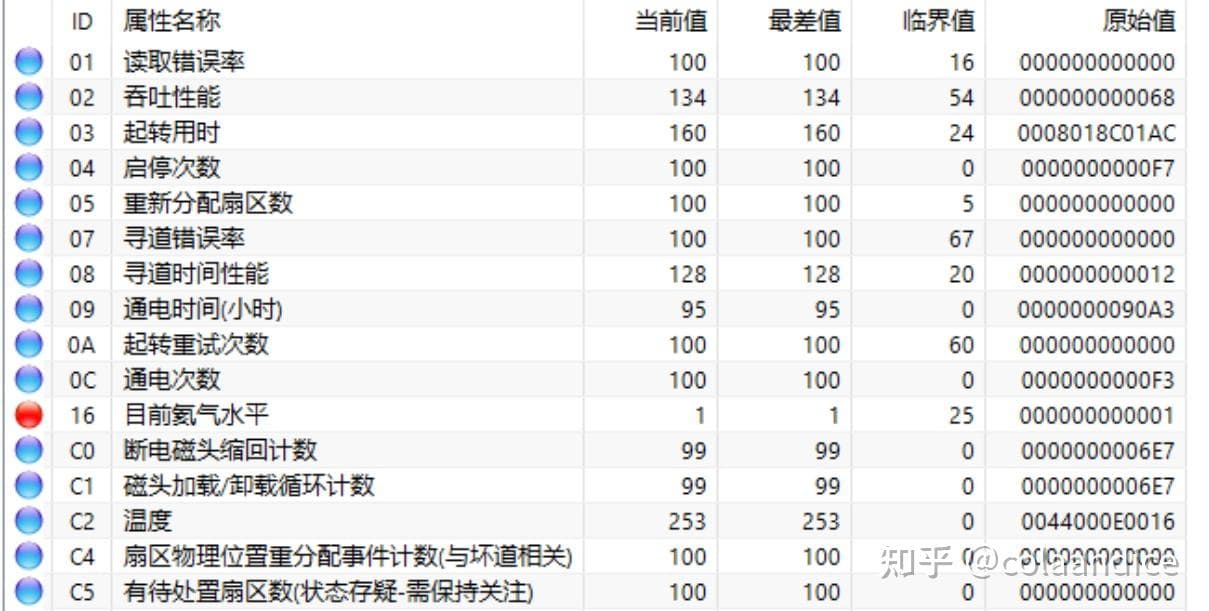 ID 属性名称 当前值 最差值 临界值 原始值
01 读取错误率 100 100 16 000000000000
02 吞吐性能 134 134 54 000000000068
03 起转用时 160 160 24 0008018C01AC
04 启停次数 100 100 0 0000000000F7
05 重新分配扇区数 100 100 5 000000000000
07 寻道错误率 100 100 67 000000000000
08 寻道时间性能 128 128 20 000000000012
09 通电时间(小时) 95 95 0 0000000090A3
0A 起转重试次数 100 100 60 000000000000
0C 通电次数 100 100 0 0000000000F3
16 目前氦气水平 1 1 25 000000000001
C0 断电磁头缩回计数 99 99 0 0000000006E7
C1 磁头加载/卸载循环计数 99 99 0 0000000006E7
C2 温度 253 253 0 0044000E0016
C4 扇区物理位置重分配事件计数(与坏道相关) 100 100 0 000000000000
知乎 @colaandice
C5 有待处置扇区数(状态存疑-需保持关注) 100 100 0 000000000000